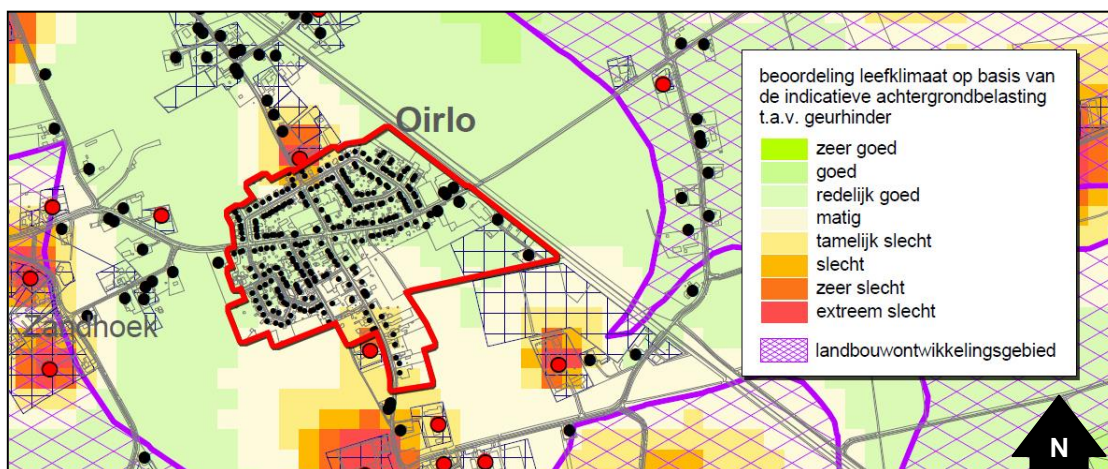 Oirlo
Zandhoek
beoordeling leefklimaat op basis van
de indicatieve achtergrondbelasting
t.a.v. geurhinder
zeer goed
goed
redelijk goed
matig
tamelijk slecht
slecht
zeer slecht
extreem slecht
landbouwontwikkelingsgebied
N